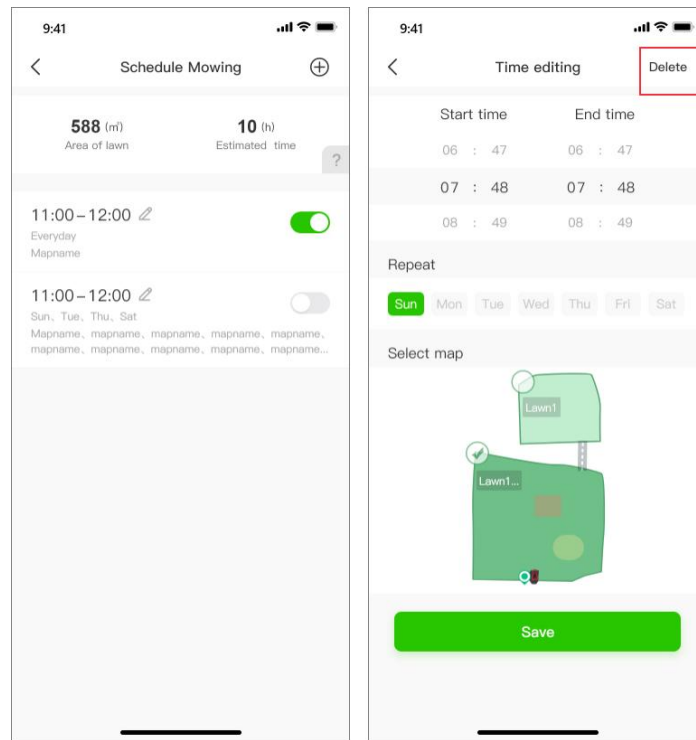 9:41
Schedule Mowing
588 (㎡)
10 (h)
Area of lawn
Estimated time
?
11:00–12:00
Everyday
Mapname
11:00–12:00
Sun、Tue、Thu、Sat
Mapname、mapname、mapname、mapname、mapname、
mapname、mapname、mapname、mapname、mapname...
9:41
Time editing
Delete
Start time
End time
06 : 47
06 : 47
07 : 48
07 : 48
08 : 49
08 : 49
Repeat
Sun Mon Tue Wed Thu Fri Sat
Select map
Lawn1
Lawn1...
Save